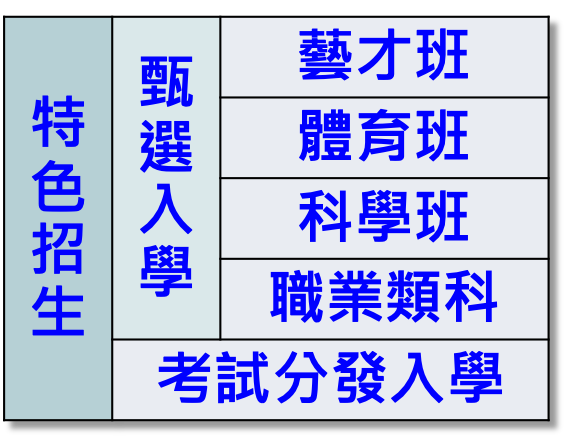 特色招生
甄選入學
藝才班
體育班
科學班
職業類科
考試分發入學